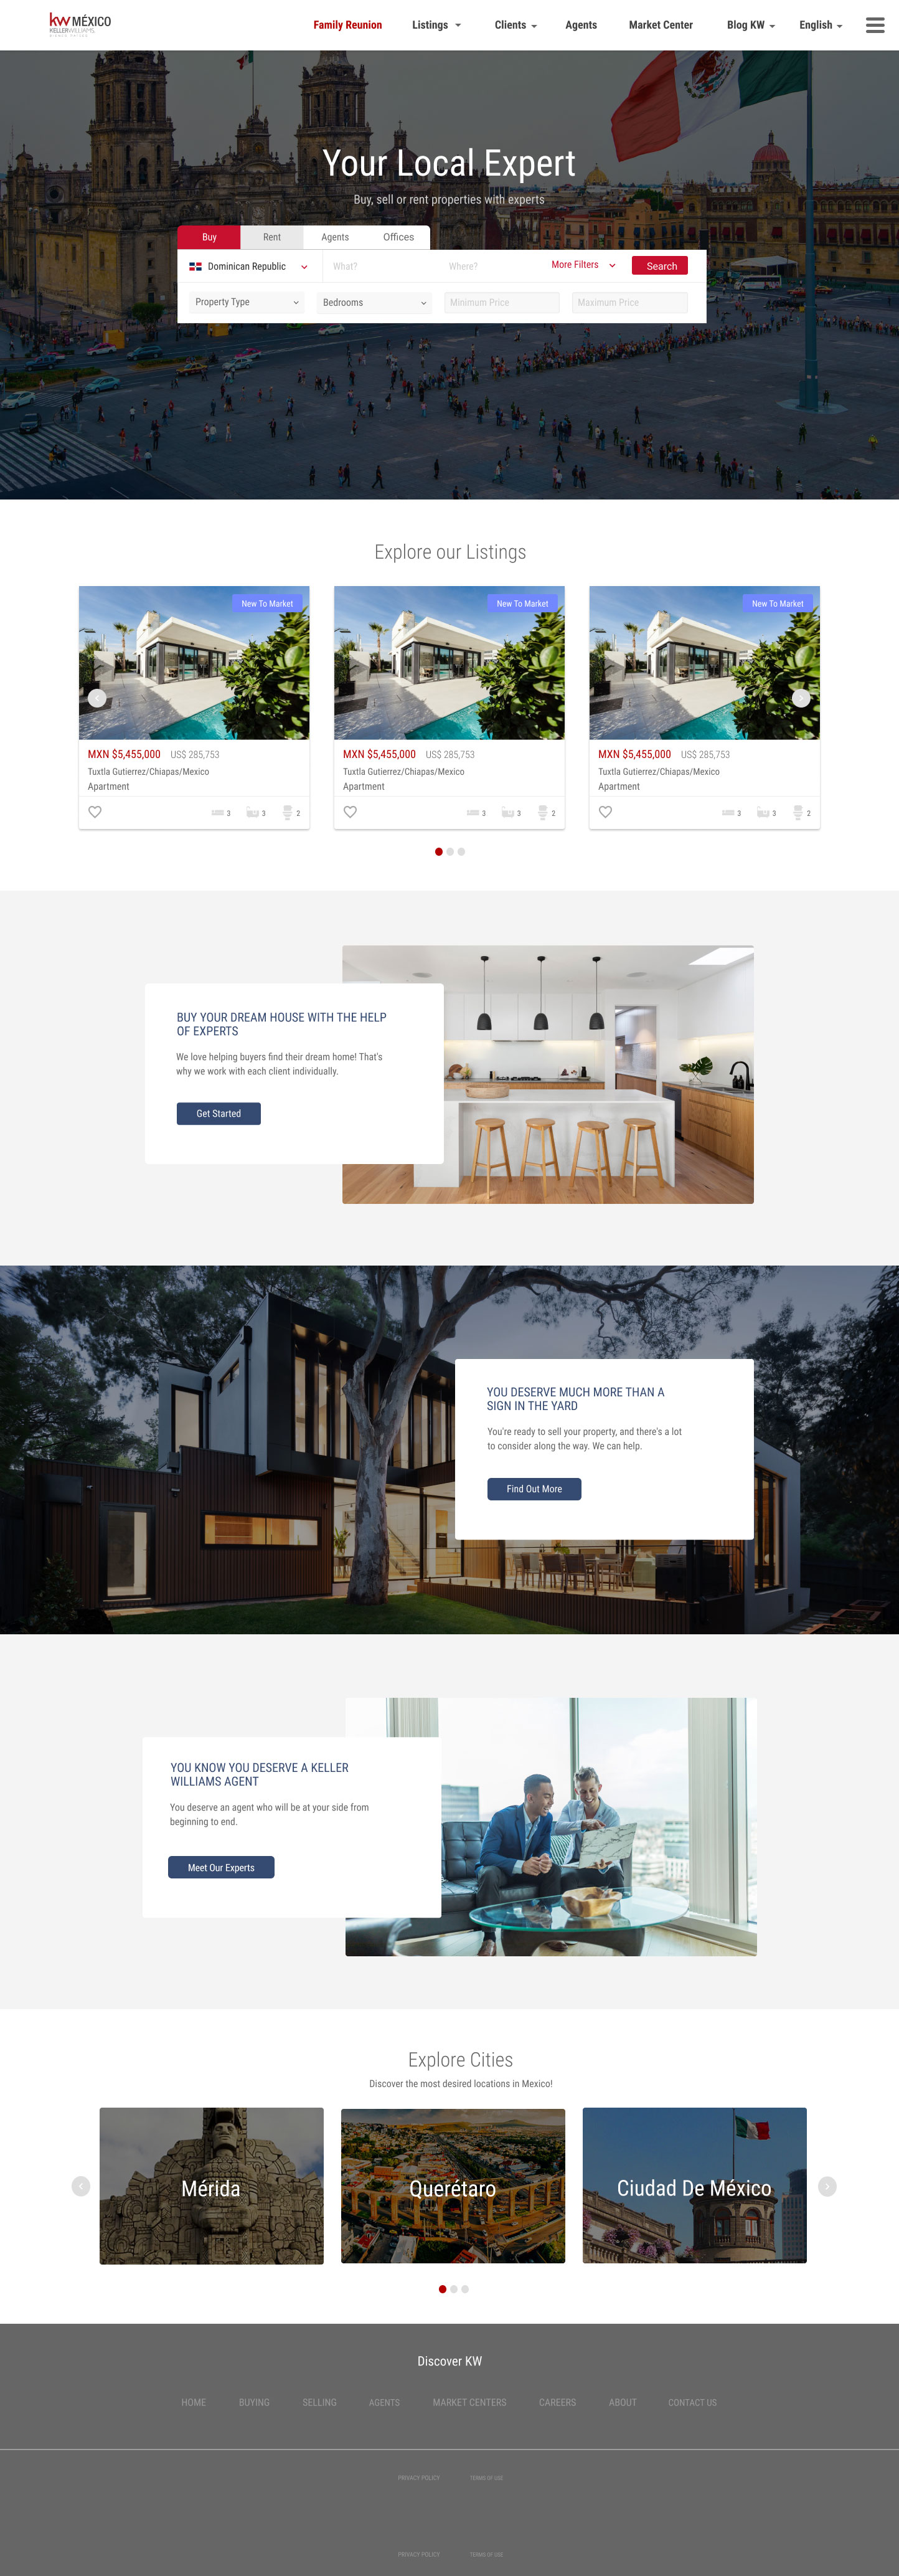 kw MÉXICO
KELLERWILLIAMS.
Family Reunion
Listings
Clients
Agents
Market Center
Blog KW
English
Your Local Expert
Buy, sell or rent properties with experts
Buy
Rent
Agents
Offices
Dominican Republic
What?
Where?
More Filters
Search
Property Type
Bedrooms
Minimum Price
Maximum Price
Explore our Listings
New To Market
New To Market
New To Market
MXN $5,455,000 US$ 285,753
Tuxtla Gutierrez/Chiapas/Mexico
Apartment
3 3 2
MXN $5,455,000 US$ 285,753
Tuxtla Gutierrez/Chiapas/Mexico
Apartment
3 3 2
MXN $5,455,000 US$ 285,753
Tuxtla Gutierrez/Chiapas/Mexico
Apartment
3 3 2
BUY YOUR DREAM HOUSE WITH THE HELP
OF EXPERTS
We love helping buyers find their dream home! That's
why we work with each client individually.
Get Started
YOU DESERVE MUCH MORE THAN A
SIGN IN THE YARD
You're ready to sell your property, and there's a lot
to consider along the way. We can help.
Find Out More
YOU KNOW YOU DESERVE A KELLER
WILLIAMS AGENT
You deserve an agent who will be at your side from
beginning to end.
Meet Our Experts
Explore Cities
Discover the most desired locations in Mexico!
Mérida
Querétaro
Ciudad De México
Discover KW
HOME
BUYING
SELLING
AGENTS
MARKET CENTERS
CAREERS
ABOUT
CONTACT US
PRIVACY POLICY
TERMS OF USE
PRIVACY POLICY
TERMS OF USE